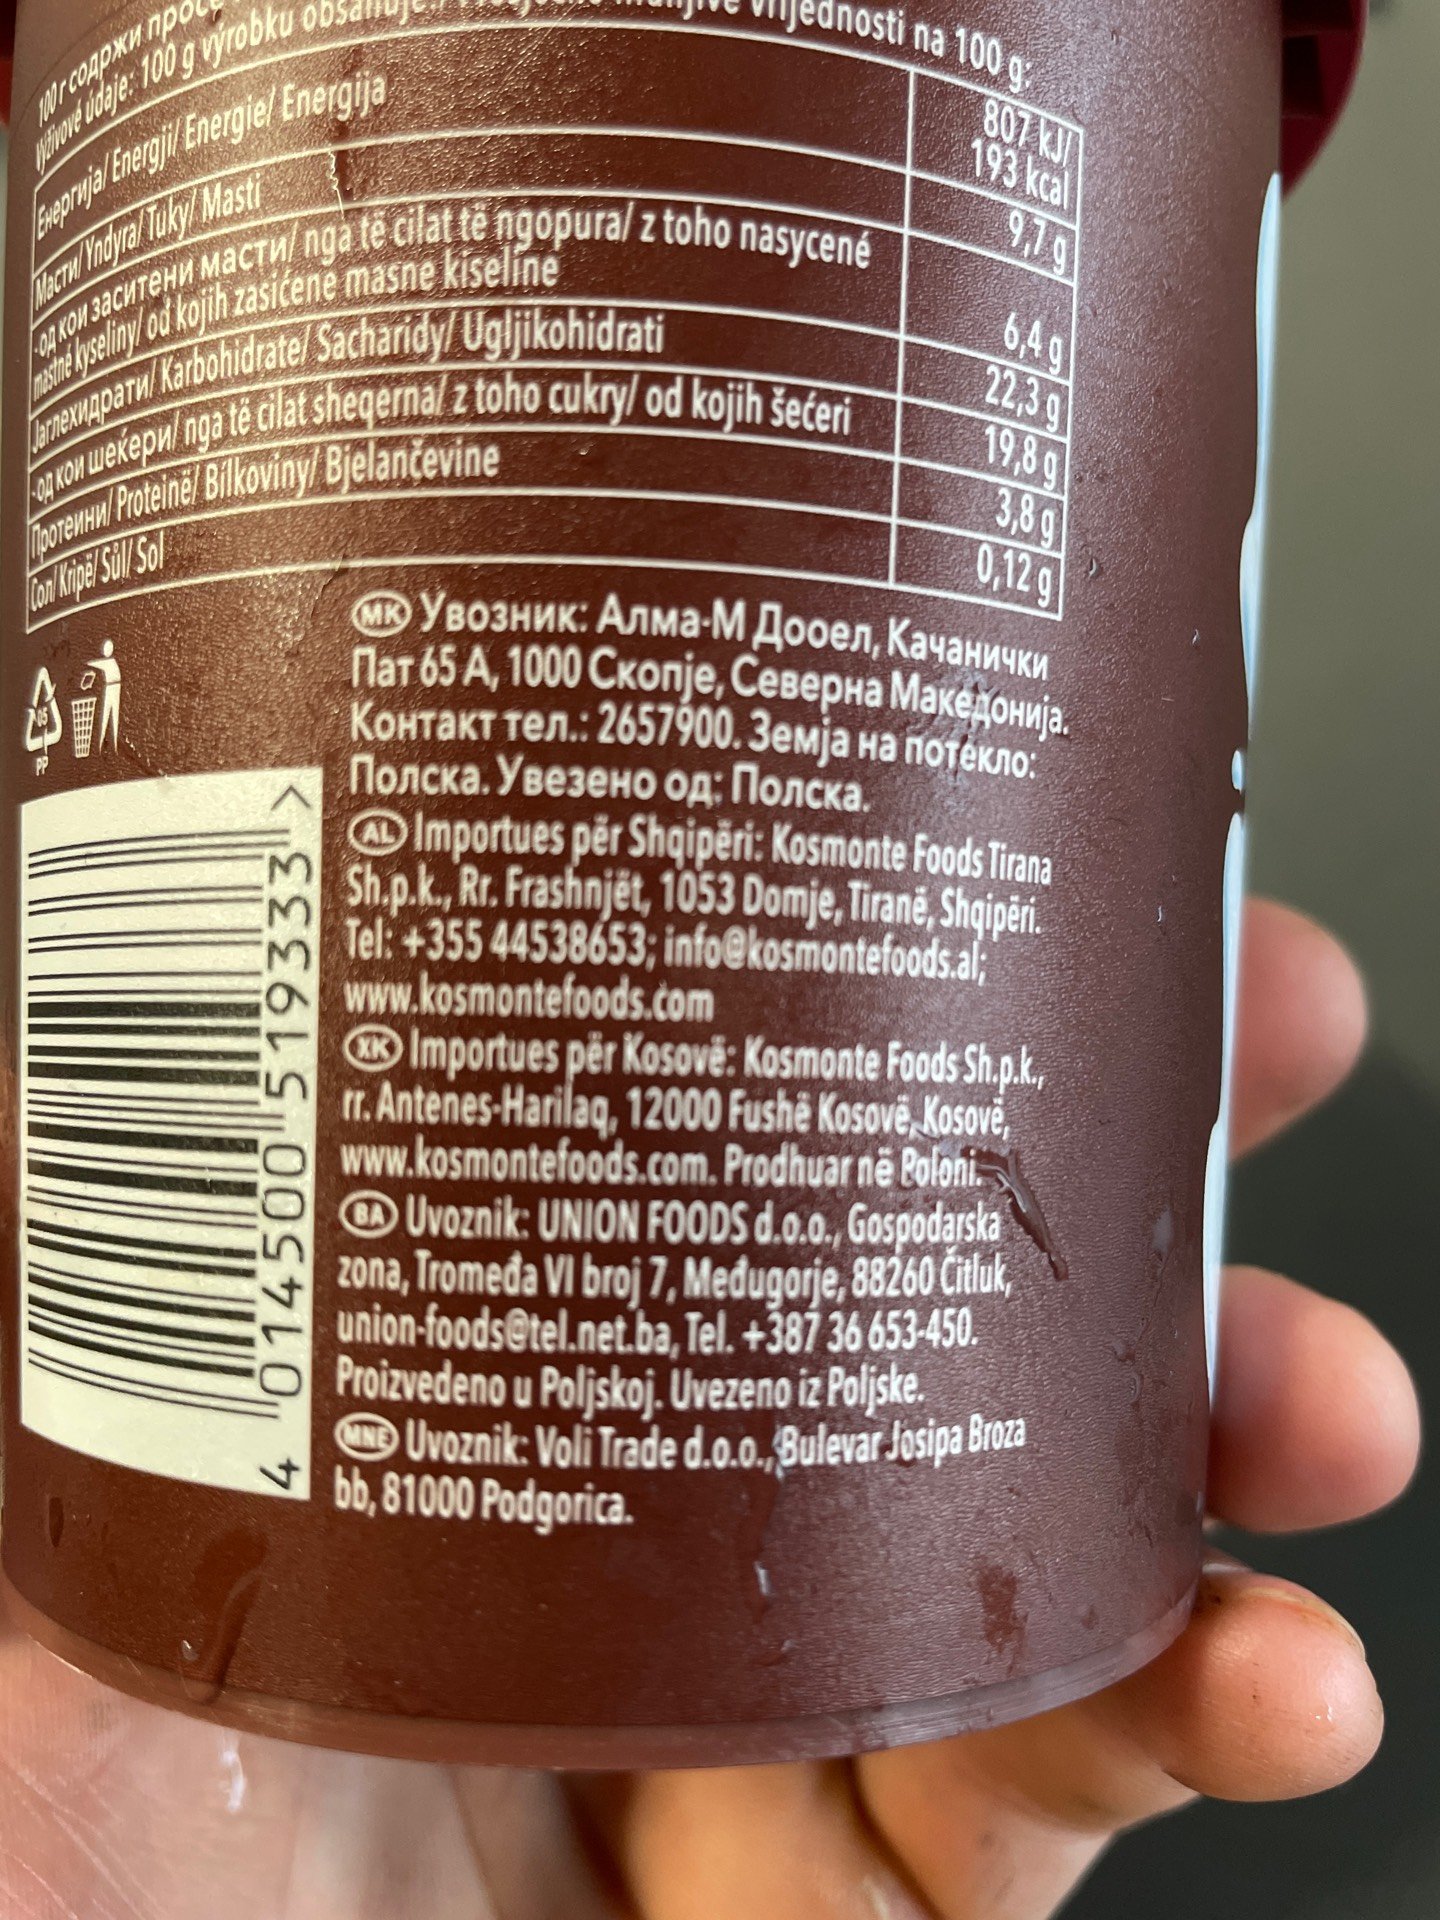 100 г содржи
Výživové údaje: 100 g výrobku vrijednosti na 100 g:
Енергија/ Energji/ Energie/ Energija 807 kJ/
193 kcal
Масти/ Yndyra/ Tuky/ Masti 9,7 g
- од кои заситени масти/ nga të cilat të ngopura/ z toho nasycené
mastné kyseliny/ od kojih zasićene masne kiseline 6,4 g
Јаглехидрати/ Karbohidrate/ Sacharidy/ Ugljikohidrati 22,3 g
-од кои шеќери/ nga të cilat sheqerna/ z toho cukry/ od kojih šećeri 19,8 g
Протеини/ Proteinë/ Bílkoviny/ Bjelančevine 3,8 g
Сол/ Kripë/ Sůl/ Sol 0,12 g
05
PP
MK Увозник: Алма-М Дооел, Качанички
Пат 65 А, 1000 Скопје, Северна Македонија.
Контакт тел.: 2657900. Земја на потекло:
Полска. Увезено од: Полска.
AL Importues për Shqipëri: Kosmonte Foods Tirana
Sh.p.k., Rr. Frashnjët, 1053 Domje, Tiranë, Shqipëri.
Tel: +355 44538653; info@kosmontefoods.al;
www.kosmontefoods.com
XK Importues për Kosovë: Kosmonte Foods Sh.p.k.,
rr. Antenes-Harilaq, 12000 Fushë Kosovë, Kosovë,
www.kosmontefoods.com. Prodhuar në Poloni.
BA Uvoznik: UNION FOODS d.o.o., Gospodarska
zona, Tromeđa VI broj 7, Međugorje, 88260 Čitluk,
union-foods@tel.net.ba, Tel. +387 36 653-450.
Proizvedeno u Poljskoj. Uvezeno iz Poljske.
MNE Uvoznik: Voli Trade d.o.o., Bulevar Josipa Broza
bb, 81000 Podgorica.
4 014500 519333 >